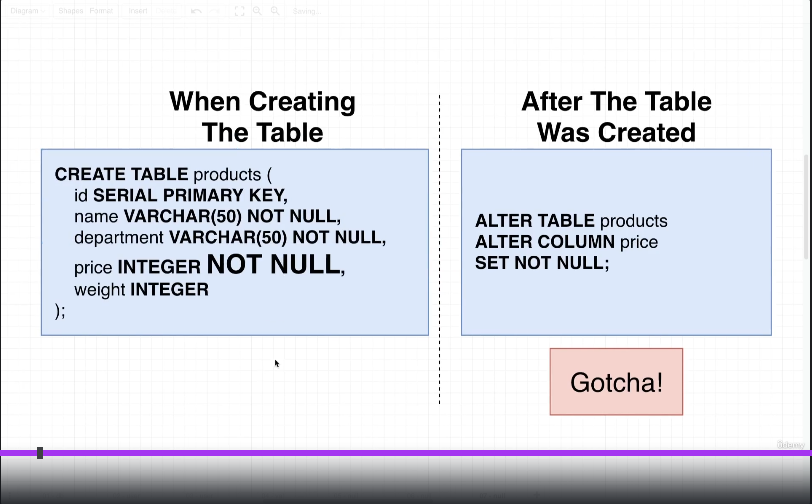 Diagram Shapes Format Insert Saving...
When Creating
The Table
CREATE TABLE products (
id SERIAL PRIMARY KEY,
name VARCHAR(50) NOT NULL,
department VARCHAR(50) NOT NULL,
price INTEGER NOT NULL,
weight INTEGER
);
After The Table
Was Created
ALTER TABLE products
ALTER COLUMN price
SET NOT NULL;
Gotcha!
Udemy